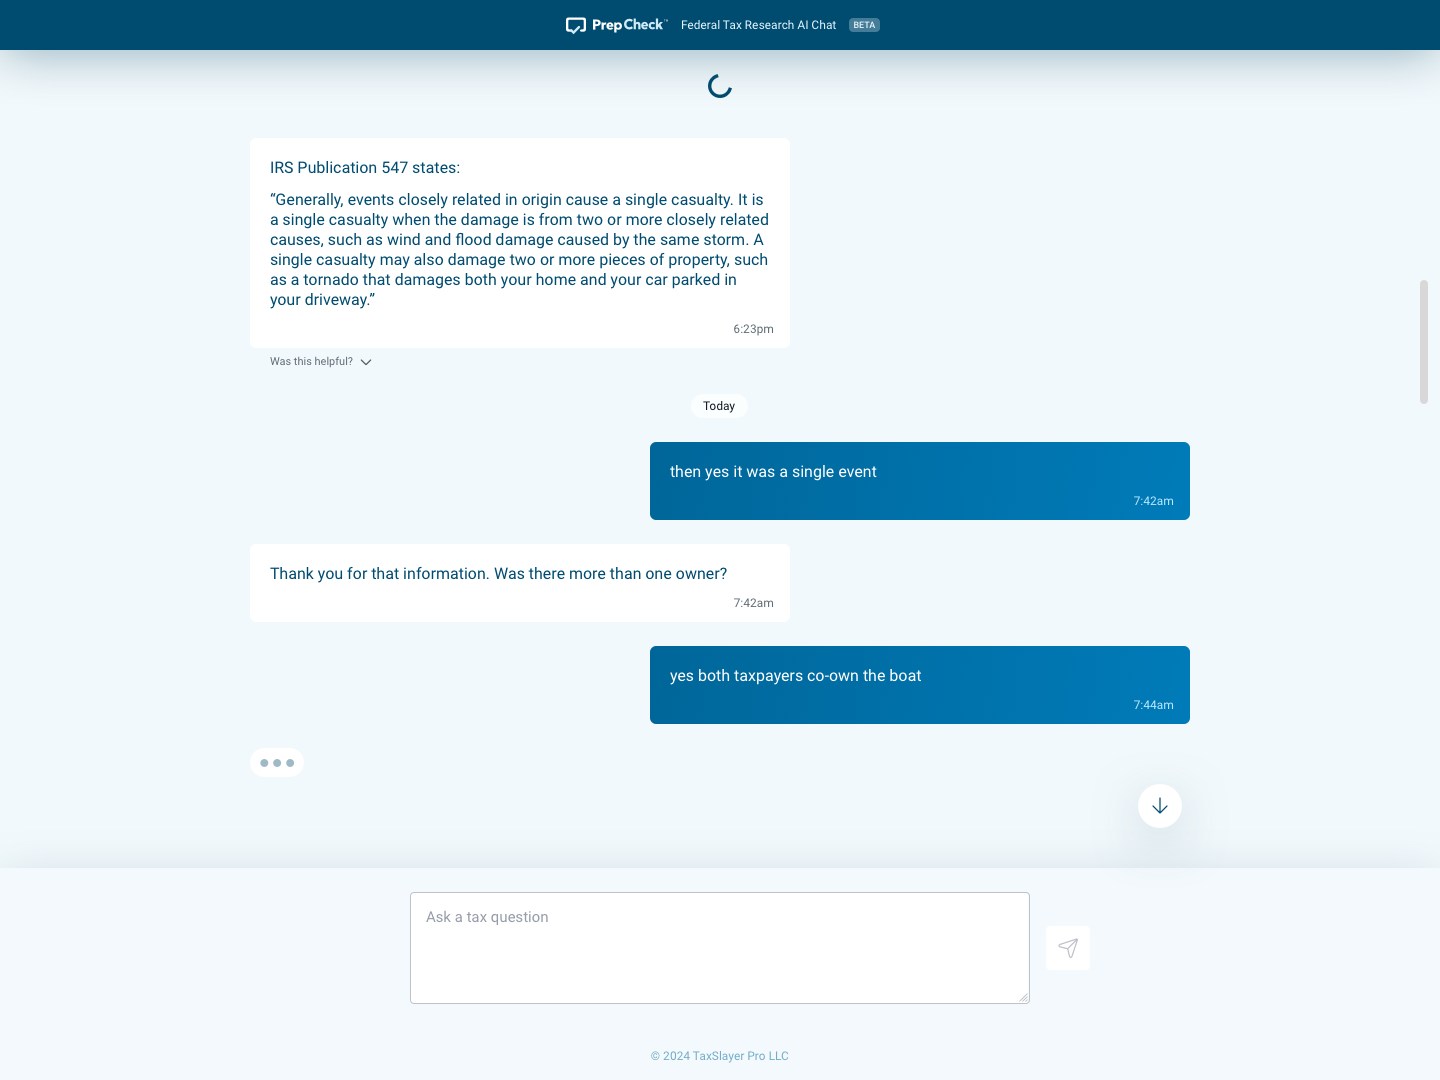 PrepCheck™ Federal Tax Research AI Chat BETA
IRS Publication 547 states:
“Generally, events closely related in origin cause a single casualty. It is
a single casualty when the damage is from two or more closely related
causes, such as wind and flood damage caused by the same storm. A
single casualty may also damage two or more pieces of property, such
as a tornado that damages both your home and your car parked in
your driveway.”
6:23pm
Was this helpful?
Today
then yes it was a single event
7:42am
Thank you for that information. Was there more than one owner?
7:42am
yes both taxpayers co-own the boat
7:44am
Ask a tax question
© 2024 TaxSlayer Pro LLC